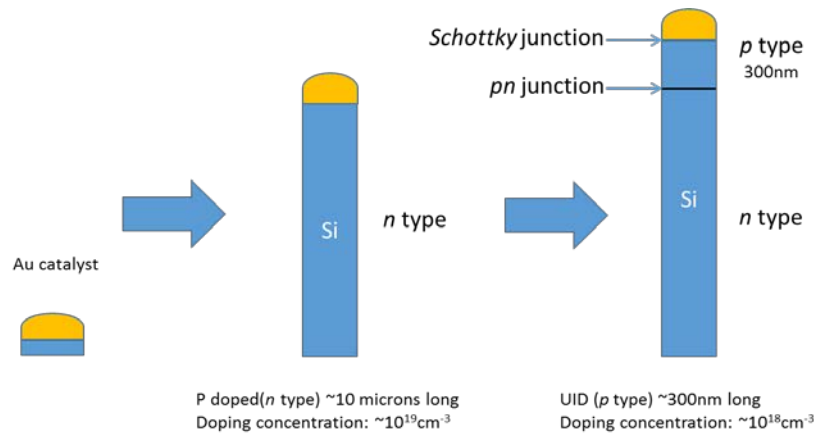 Schottky junction
p type
300nm
pn junction
Si
n type
Si
n type
Au catalyst
P doped(n type) ~10 microns long
Doping concentration: ~10¹⁹cm⁻³
UID (p type) ~300nm long
Doping concentration: ~10¹⁸cm⁻³